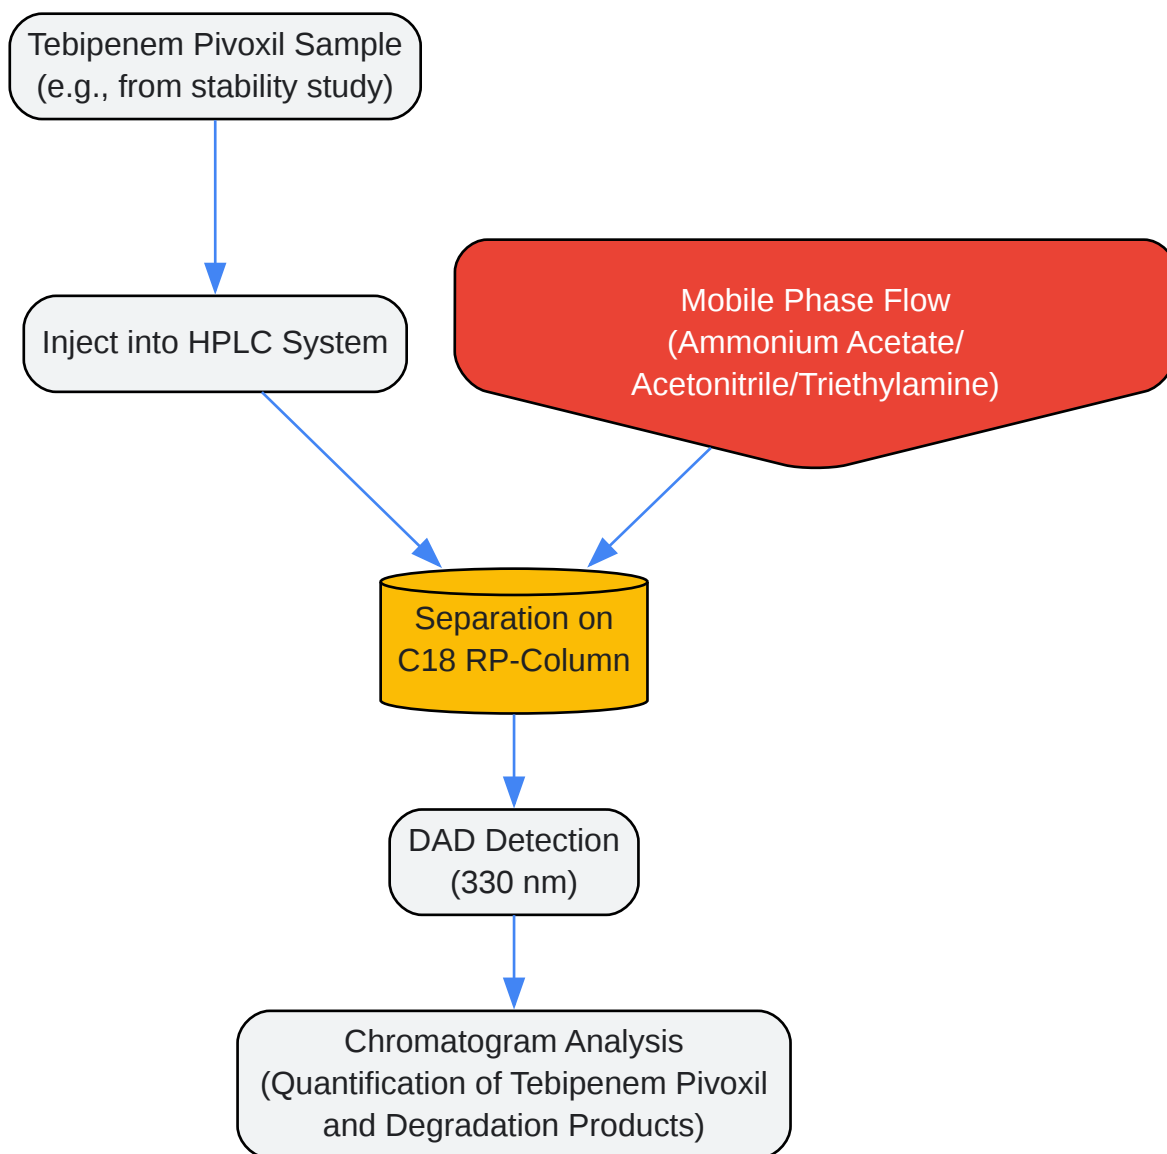 Tebipenem Pivoxil Sample
(e.g., from stability study)
Inject into HPLC System
Mobile Phase Flow
(Ammonium Acetate/
Acetonitrile/Triethylamine)
Separation on
C18 RP-Column
DAD Detection
(330 nm)
Chromatogram Analysis
(Quantification of Tebipenem Pivoxil
and Degradation Products)